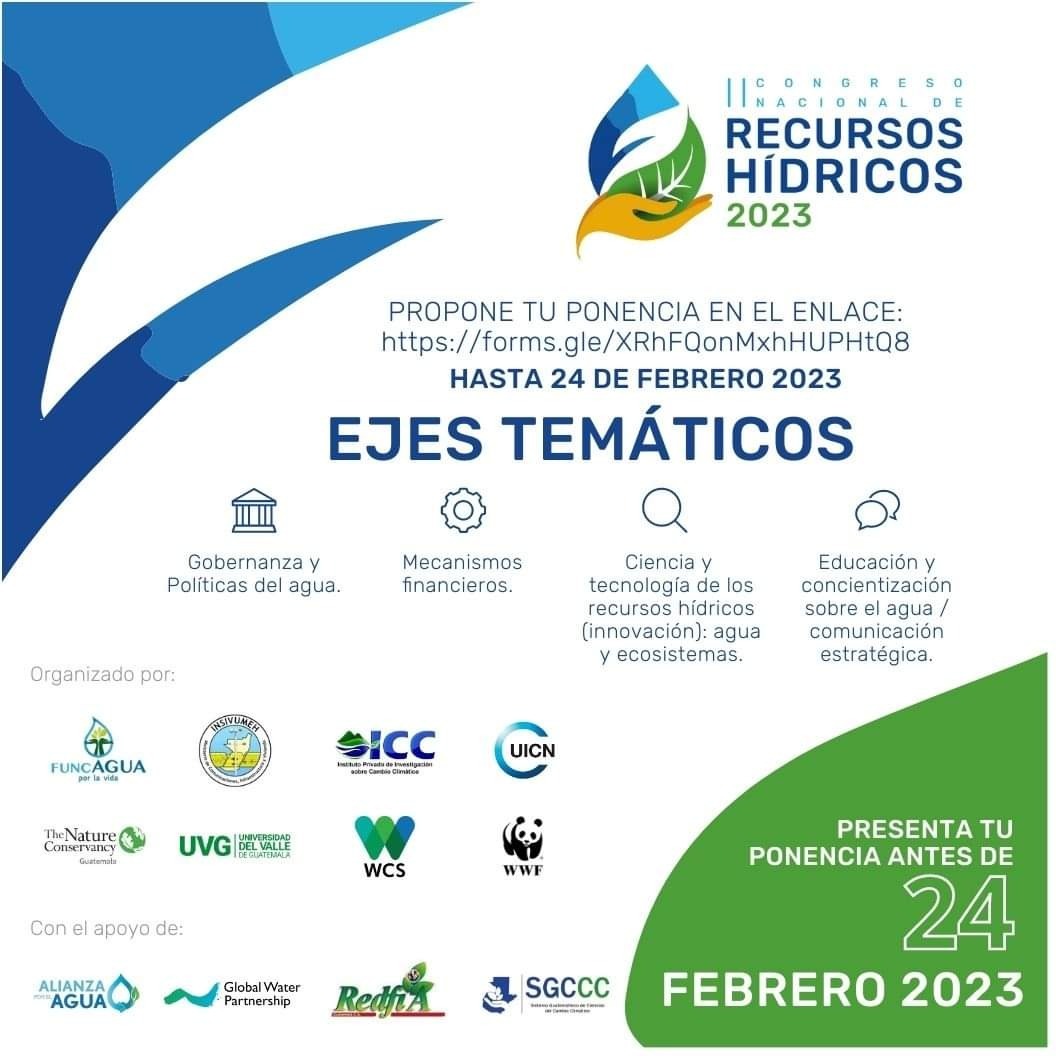 II CONGRESO
NACIONAL DE
RECURSOS
HÍDRICOS
2023
PROPONE TU PONENCIA EN EL ENLACE:
https://forms.gle/XRhFQonMxhHUPHtQ8
HASTA 24 DE FEBRERO 2023
EJES TEMÁTICOS
Gobernanza y
Políticas del agua.
Mecanismos
financieros.
Ciencia y
tecnología de los
recursos hídricos
(innovación): agua
y ecosistemas.
Educación y
concientización
sobre el agua /
comunicación
estratégica.
Organizado por:
FUNCAGUA
por la vida
INSIVUMEH
Ministerio de Comunicaciones, Infraestructura y Vivienda
ICC
Instituto Privado de Investigación
sobre Cambio Climático
UICN
The Nature
Conservancy
Guatemala
UVG UNIVERSIDAD
DEL VALLE
DE GUATEMALA
WCS
WWF
Con el apoyo de:
ALIANZA
POR EL AGUA
Global Water
Partnership
RedfiA
SGCCC
Sistema Guatemalteco de Ciencias
del Cambio Climático
PRESENTA TU
PONENCIA ANTES DE
24
FEBRERO 2023